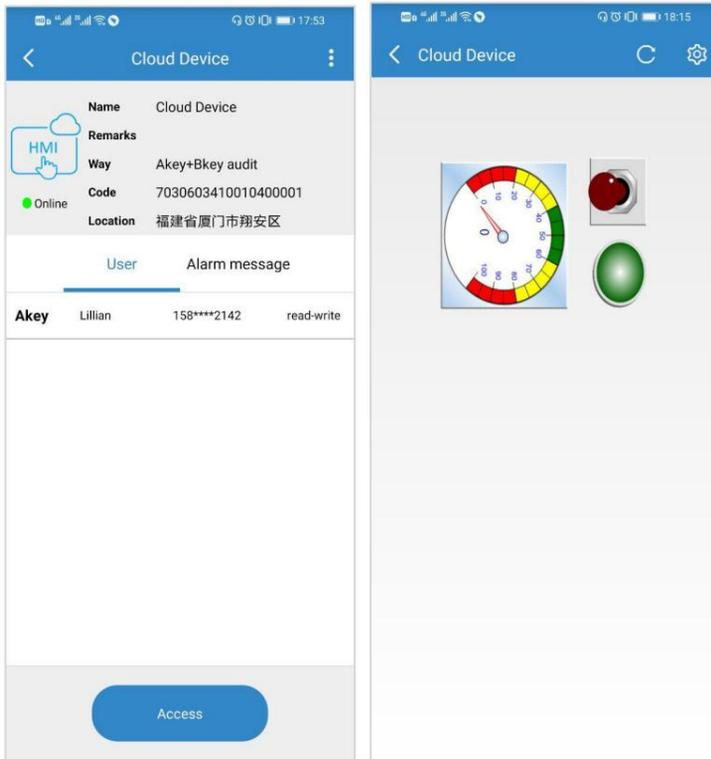 17:53
Cloud Device
HMI
Online
Name Cloud Device
Remarks
Way Akey+Bkey audit
Code 7030603410010400001
Location 福建省厦门市翔安区
User Alarm message
Akey Lillian 158****2142 read-write
Access
18:15
Cloud Device
0 10 20 30 40 50 60 70 80 90 100
0